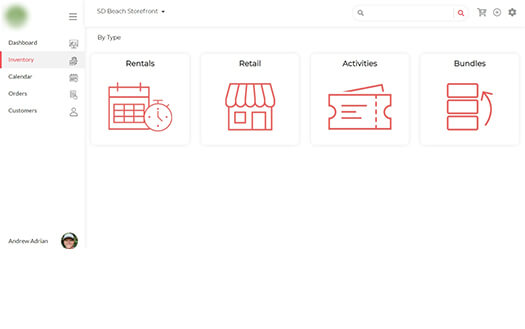 SD Beach Storefront
Dashboard
Inventory
Calendar
Orders
Customers
By Type
Rentals
Retail
Activities
Bundles
Andrew Adrian